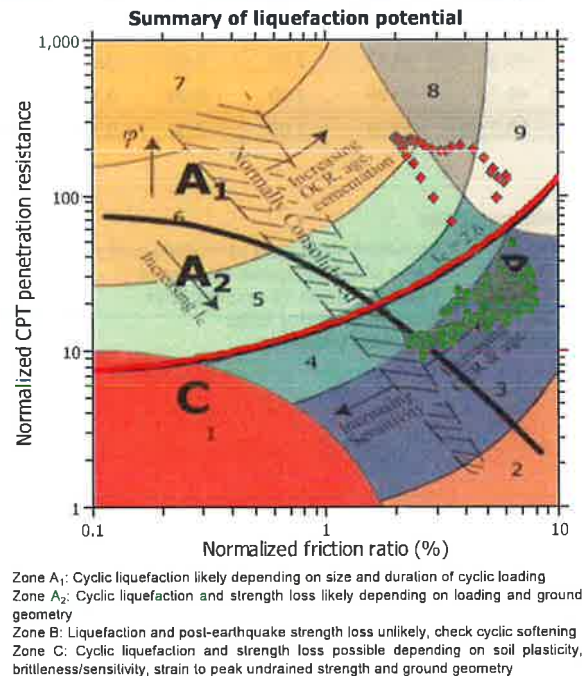 Summary of liquefaction potential
1,000
100
10
1
Normalized CPT penetration resistance
7
8
9
φ'
A1
Increasing
OCR, age,
cementation
Normally Consolidated
6
A2
Increasing Ic
5
Ic = 2.6
4
3
C
1
Increasing
sensitivity
2
0.1
1
10
Normalized friction ratio (%)
Zone A1: Cyclic liquefaction likely depending on size and duration of cyclic loading
Zone A2: Cyclic liquefaction and strength loss likely depending on loading and ground
geometry
Zone B: Liquefaction and post-earthquake strength loss unlikely, check cyclic softening
Zone C: Cyclic liquefaction and strength loss possible depending on soil plasticity,
brittleness/sensitivity, strain to peak undrained strength and ground geometry